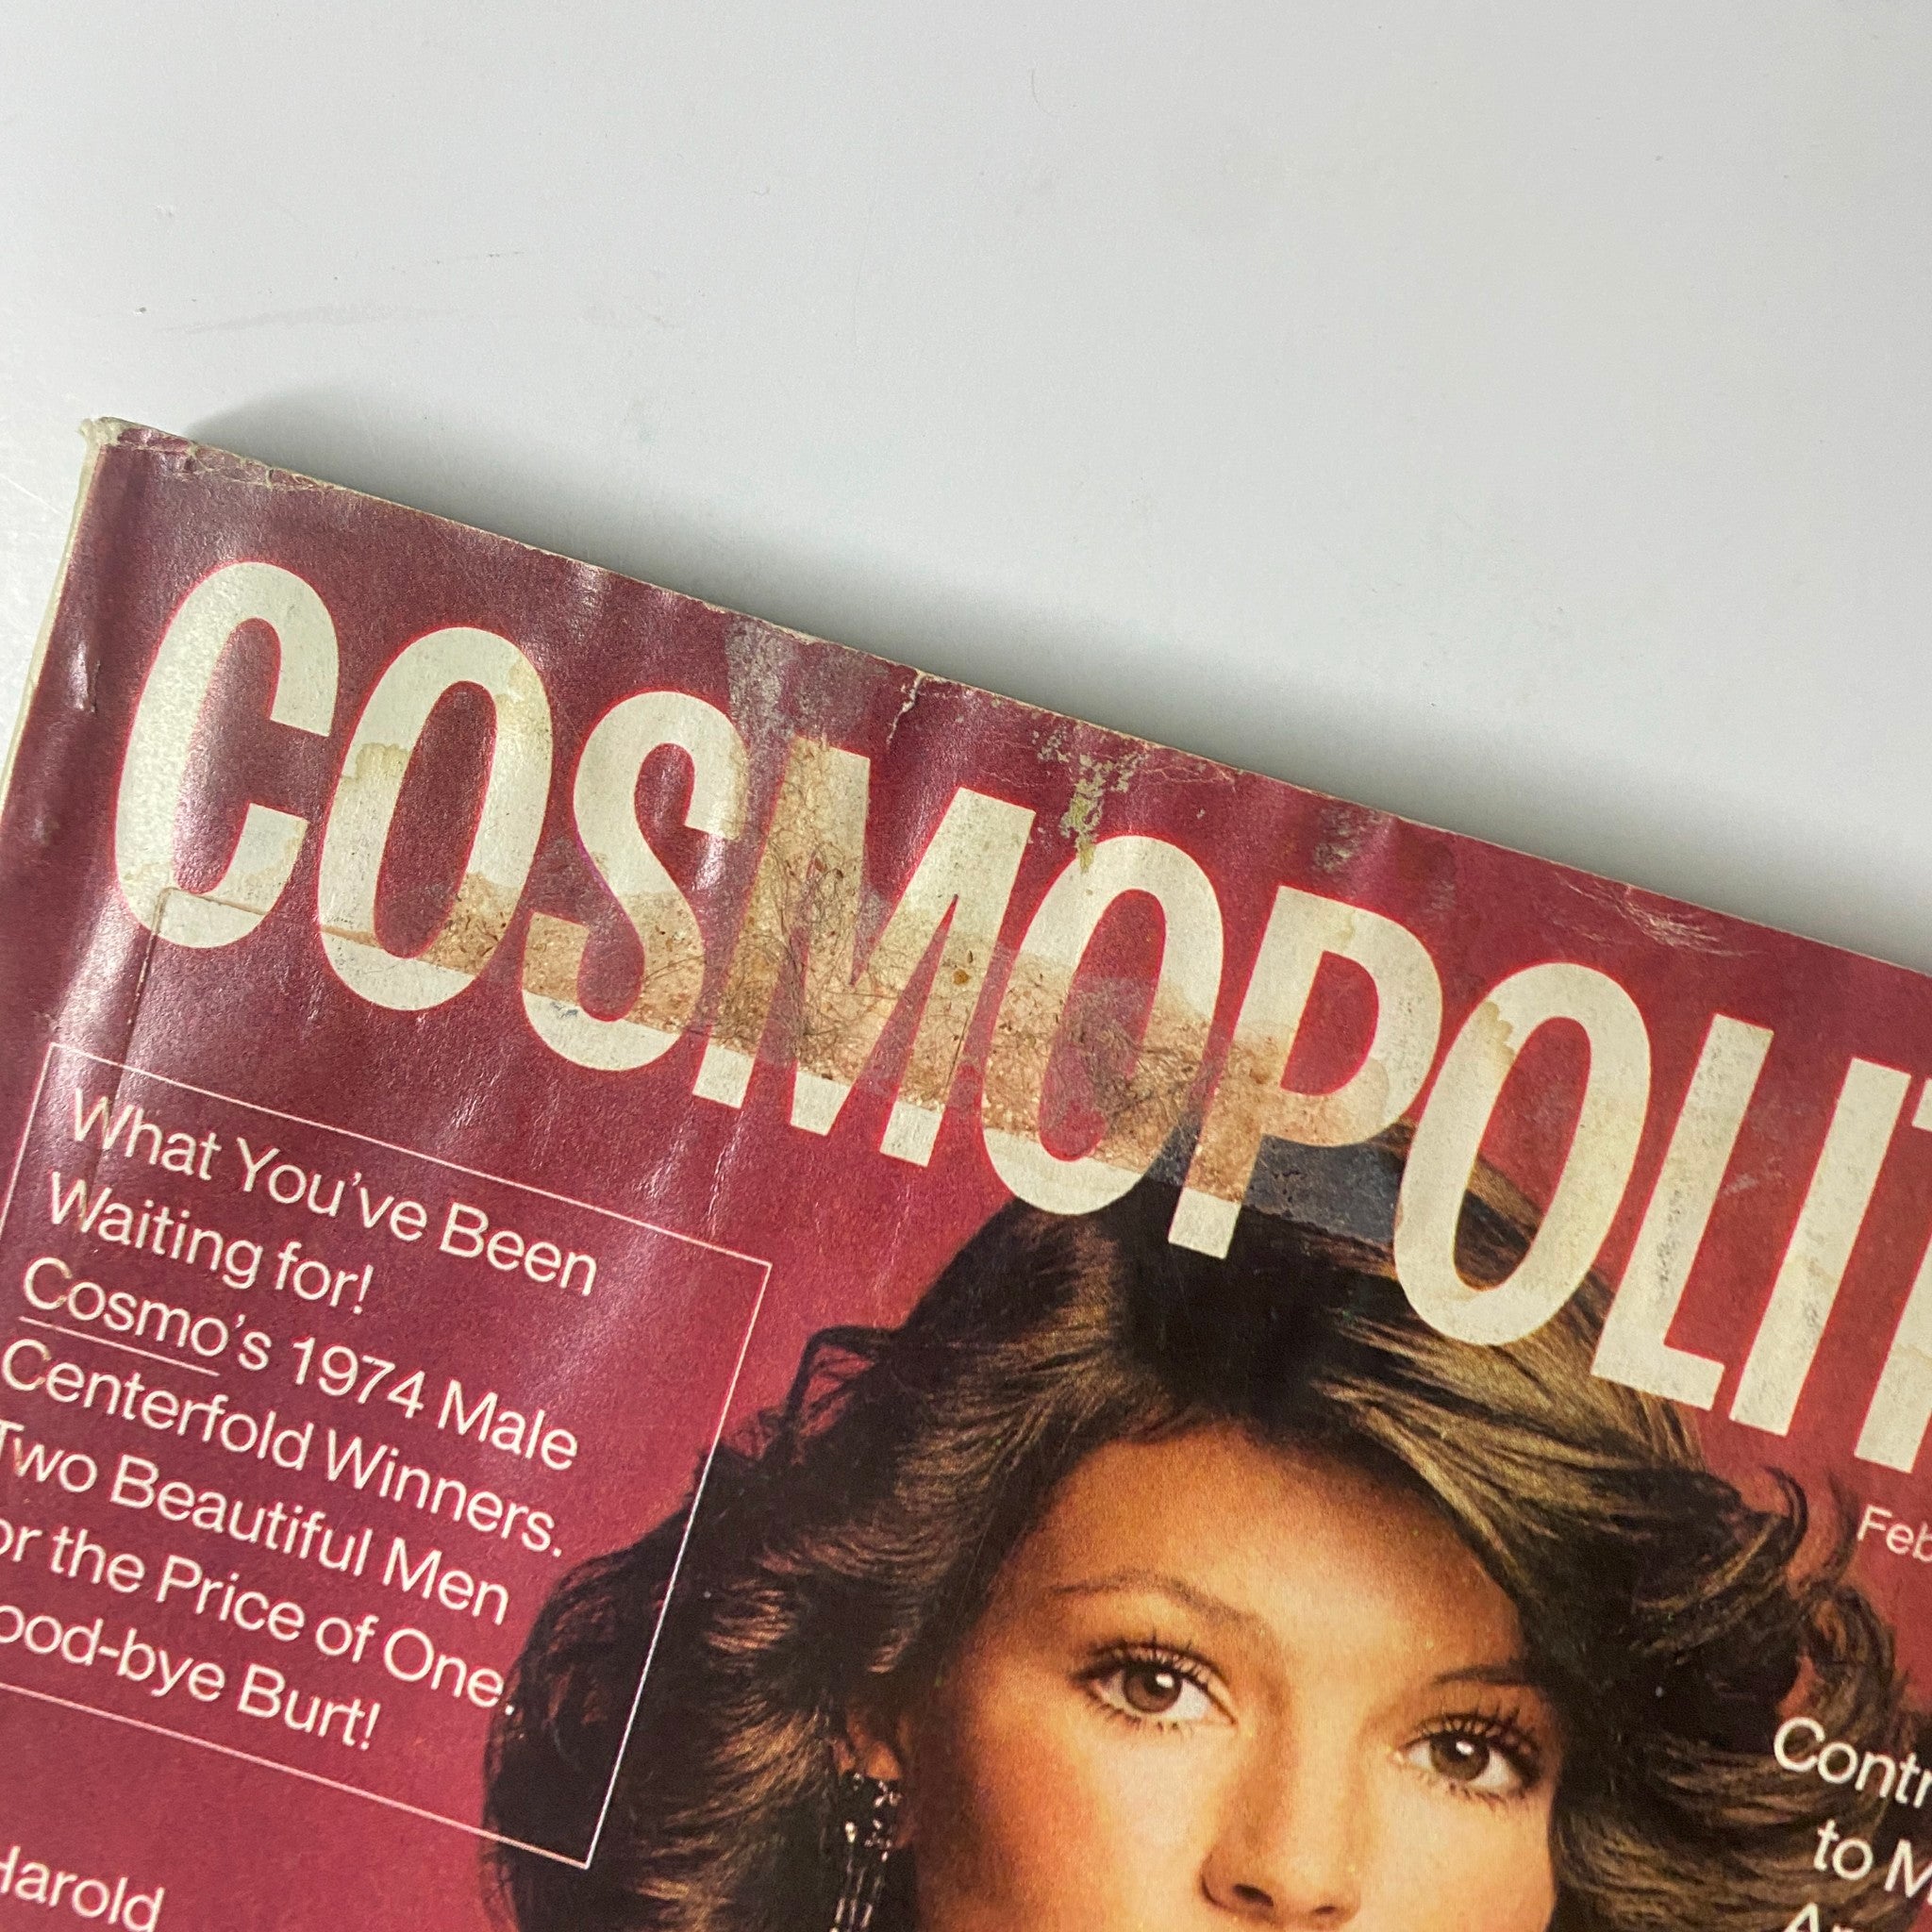 COSMOPOLIT
What You've Been
Waiting for!
Cosmo's 1974 Male
Centerfold Winners.
Two Beautiful Men
or the Price of One.
ood-bye Burt!
Harold
Feb
Contr
to M